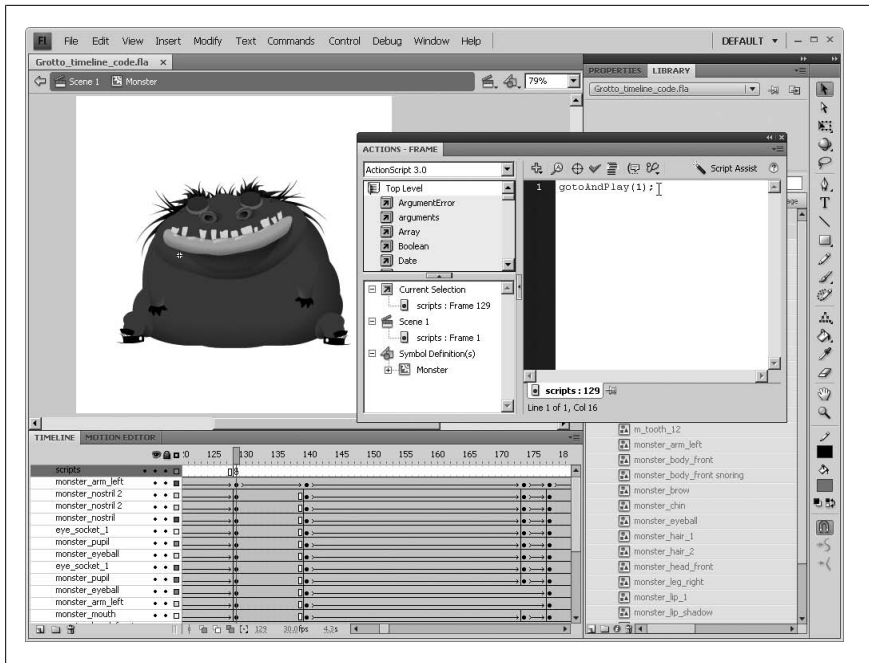 Fl File Edit View Insert Modify Text Commands Control Debug Window Help DEFAULT
Grotto_timeline_code.fla ×
Scene 1 Monster 79%
PROPERTIES LIBRARY
Grotto_timeline_code.fla
ACTIONS - FRAME
ActionScript 3.0
Script Assist
Top Level
ArgumentError
arguments
Array
Boolean
Date
1 gotoAndPlay(1);
Current Selection
scripts : Frame 129
Scene 1
scripts : Frame 1
Symbol Definition(s)
Monster
scripts : 129
Line 1 of 1, Col 16
TIMELINE MOTION EDITOR
125 130 135 140 145 150 155 160 165 170 175 18
scripts
monster_arm_left
monster_nostril 2
monster_nostril 2
monster_nostril
eye_socket_1
monster_pupil
monster_eyeball
eye_socket_1
monster_pupil
monster_eyeball
monster_arm_left
monster_mouth
129 30.0fps 4.3s
m_tooth_12
monster_arm_left
monster_body_front
monster_body_front snoring
monster_brow
monster_chin
monster_eyeball
monster_hair_1
monster_hair_2
monster_head_front
monster_leg_right
monster_lip_1
monster_lip_shadow